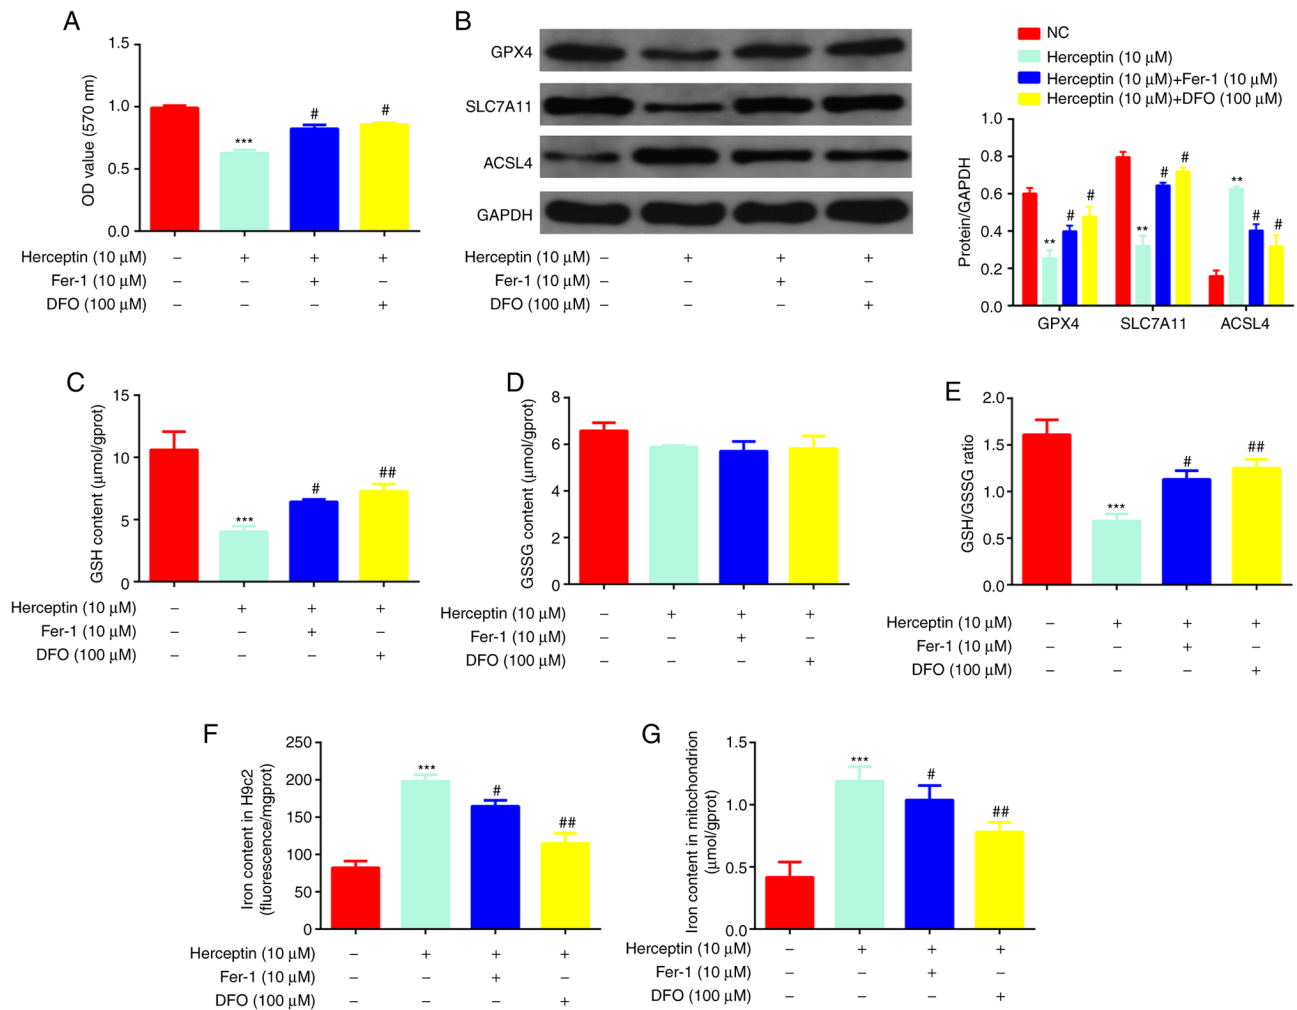 A
1.5
1.0
0.5
0.0
OD value (570 nm)
***
#
#
Herceptin (10 μM) – + + +
Fer-1 (10 μM) – – + –
DFO (100 μM) – – – +
B
GPX4
SLC7A11
ACSL4
GAPDH
Herceptin (10 μM) – + + +
Fer-1 (10 μM) – – + –
DFO (100 μM) – – – +
NC
Herceptin (10 μM)
Herceptin (10 μM)+Fer-1 (10 μM)
Herceptin (10 μM)+DFO (100 μM)
1.0
0.8
0.6
0.4
0.2
0.0
Protein/GAPDH
** # #
** # #
** # #
GPX4 SLC7A11 ACSL4
C
15
10
5
0
GSH content (μmol/gprot)
***
#
##
Herceptin (10 μM) – + + +
Fer-1 (10 μM) – – + –
DFO (100 μM) – – – +
D
8
6
4
2
0
GSSG content (μmol/gprot)
Herceptin (10 μM) – + + +
Fer-1 (10 μM) – – + –
DFO (100 μM) – – – +
E
2.0
1.5
1.0
0.5
0.0
GSH/GSSG ratio
***
#
##
Herceptin (10 μM) – + + +
Fer-1 (10 μM) – – + –
DFO (100 μM) – – – +
F
250
200
150
100
50
0
Iron content in H9c2
(fluorescence/mgprot)
***
#
##
Herceptin (10 μM) – + + +
Fer-1 (10 μM) – – + –
DFO (100 μM) – – – +
G
1.5
1.0
0.5
0.0
Iron content in mitochondrion
(μmol/gprot)
***
#
##
Herceptin (10 μM) – + + +
Fer-1 (10 μM) – – + –
DFO (100 μM) – – – +